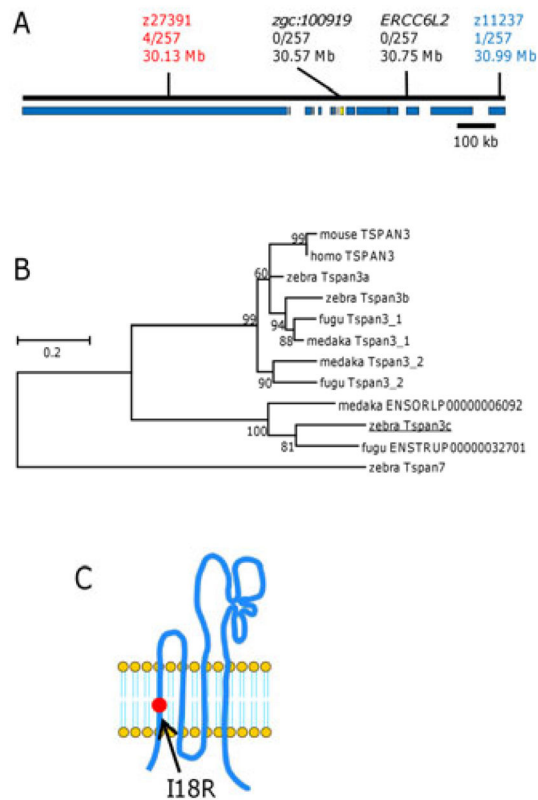 A
z27391 zgc:100919 ERCC6L2 z11237
4/257 0/257 0/257 1/257
30.13 Mb 30.57 Mb 30.75 Mb 30.99 Mb
100 kb
B
99 mouse TSPAN3
homo TSPAN3
60 zebra Tspan3a
zebra Tspan3b
99 94 fugu Tspan3_1
88 medaka Tspan3_1
0.2
medaka Tspan3_2
90 fugu Tspan3_2
medaka ENSORLP00000006092
100 zebra Tspan3c
81 fugu ENSTRUP00000032701
zebra Tspan7
C
I18R